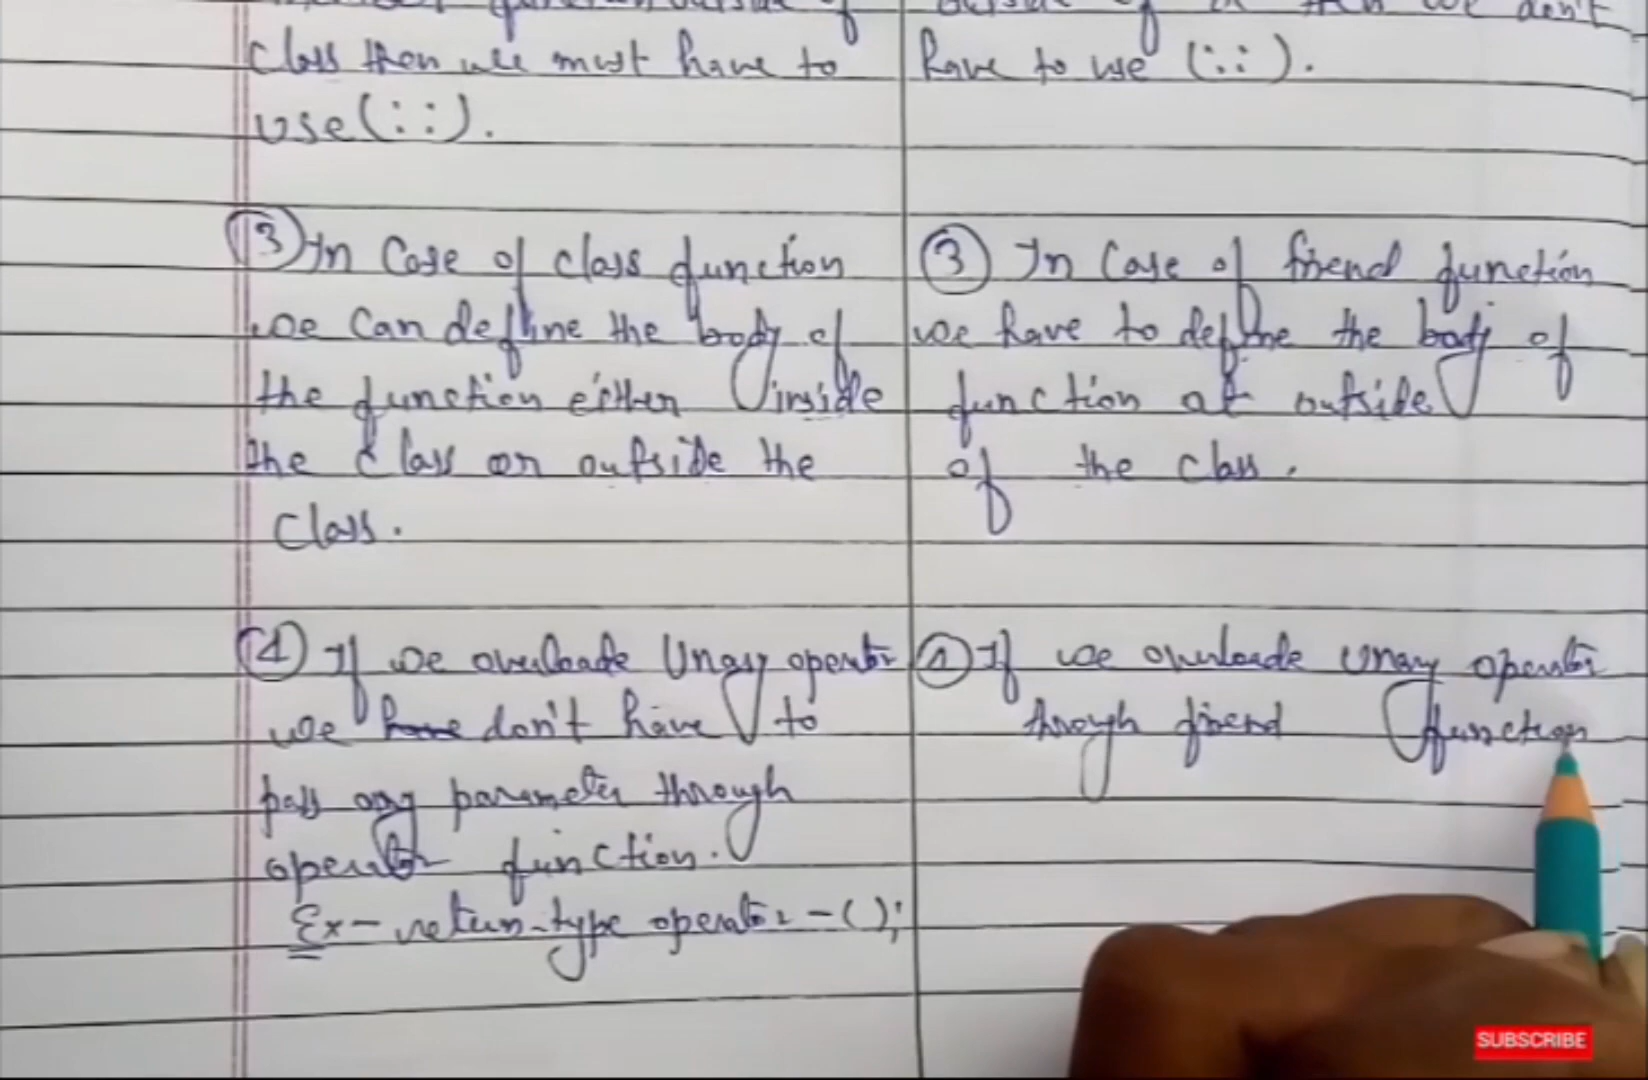 class then we must have to
use(::).
have to use (::).
③ In Case of class function
we can define the body of
the function either inside
the class or outside the
class.
③ In Case of friend function
we have to define the body of
function at outside
of the class.
④ If we overloade Unary operator
we have don't have to
pass any parameter through
operator function.
Ex - return-type operator -();
④ If we overloade unary operator
through friend function
SUBSCRIBE